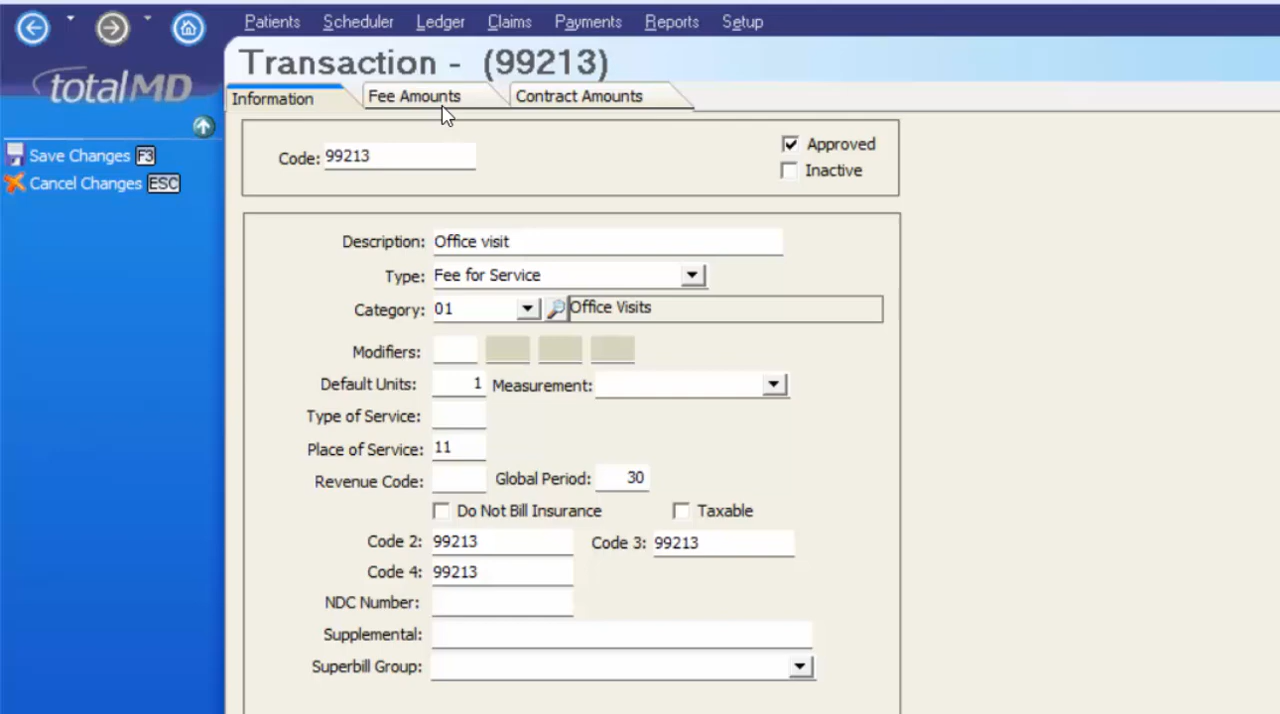 Patients Scheduler Ledger Claims Payments Reports Setup
Transaction - (99213)
totalMD
Information Fee Amounts Contract Amounts
Save Changes F3
Cancel Changes ESC
Code: 99213
Approved
Inactive
Description: Office visit
Type: Fee for Service
Category: 01 Office Visits
Modifiers:
Default Units: 1 Measurement:
Type of Service:
Place of Service: 11
Revenue Code: Global Period: 30
Do Not Bill Insurance Taxable
Code 2: 99213 Code 3: 99213
Code 4: 99213
NDC Number:
Supplemental:
Superbill Group: